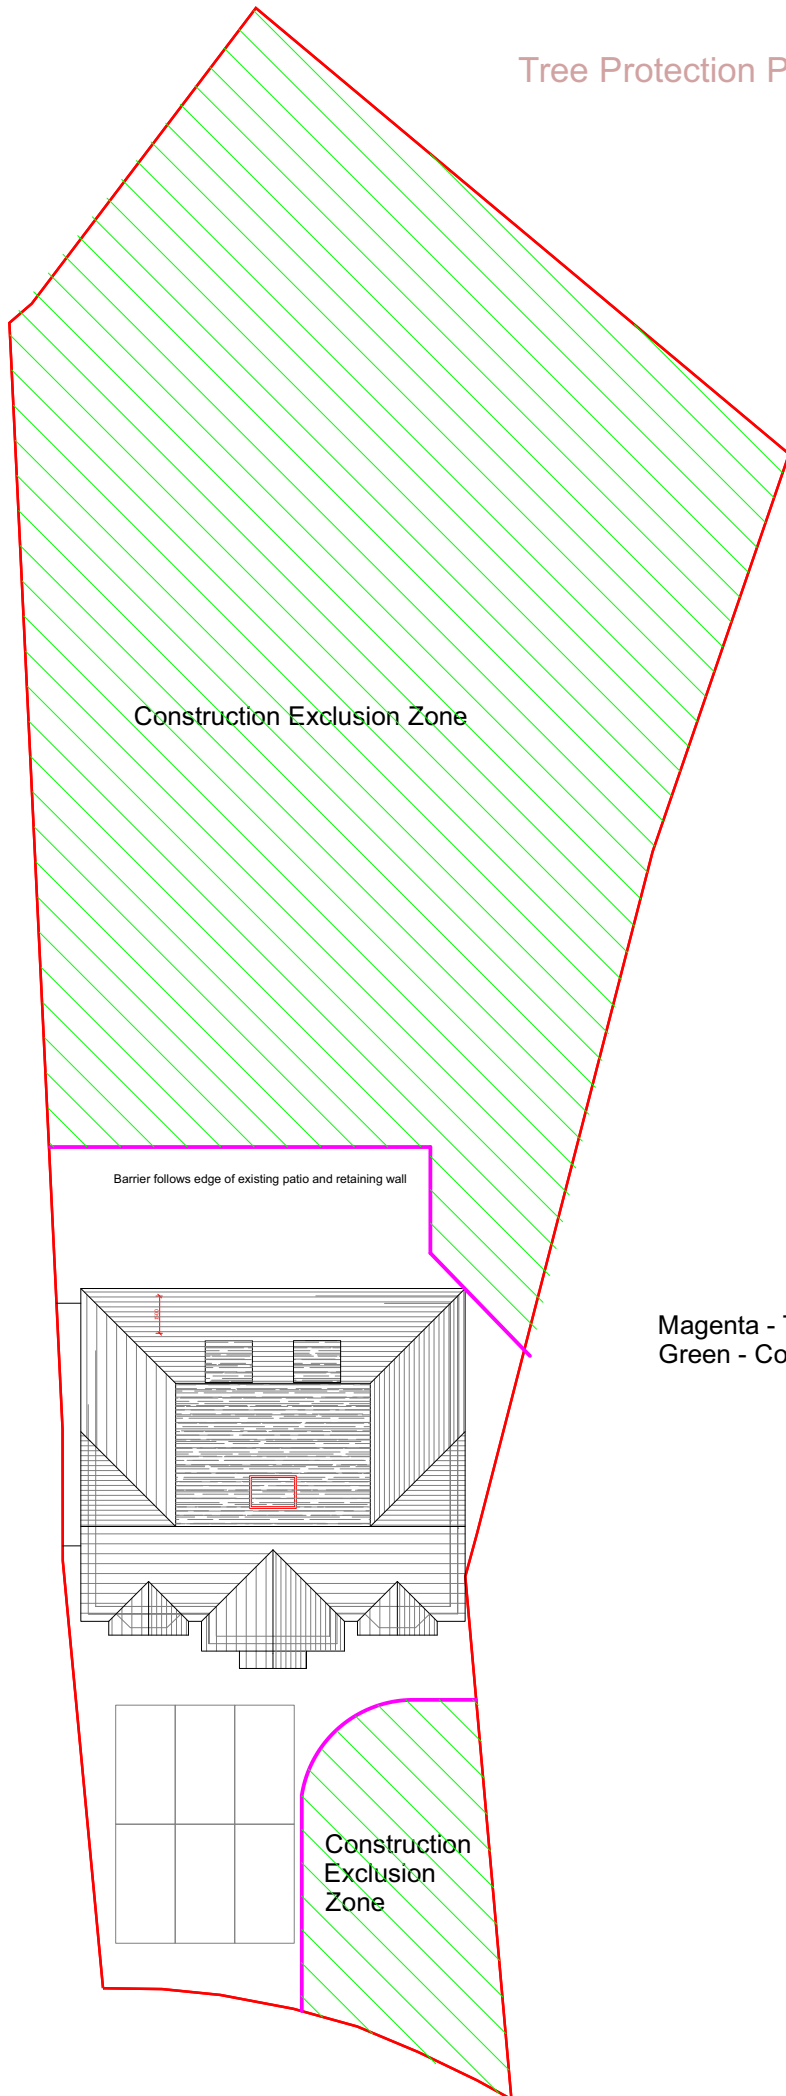 Tree Protection P
Construction Exclusion Zone
Barrier follows edge of existing patio and retaining wall
Magenta - T
Green - Co
Construction
Exclusion
Zone